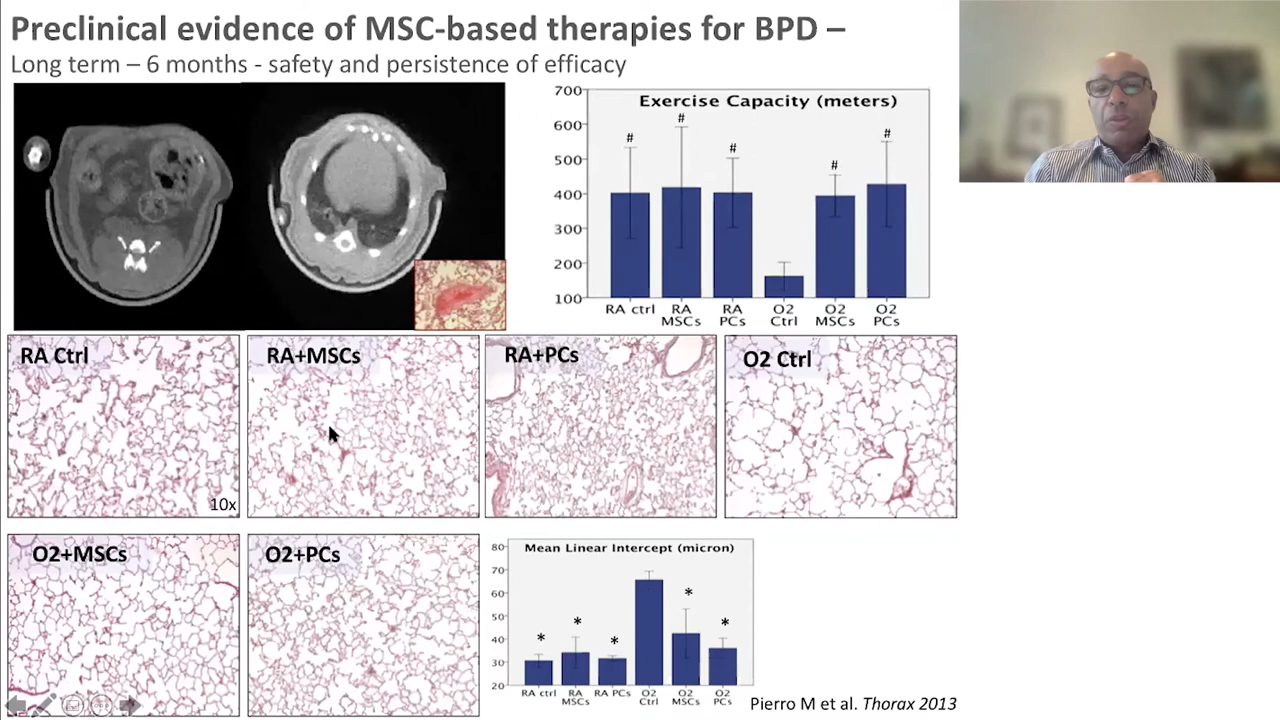 Preclinical evidence of MSC-based therapies for BPD –
Long term – 6 months - safety and persistence of efficacy
Exercise Capacity (meters)
700
600
500
400
300
200
100
#
#
#
#
#
RA ctrl
RA MSCs
RA PCs
O2 Ctrl
O2 MSCs
O2 PCs
RA Ctrl
10x
RA+MSCs
RA+PCs
O2 Ctrl
O2+MSCs
O2+PCs
Mean Linear Intercept (micron)
80
70
60
50
40
30
20
*
*
*
*
*
RA ctrl
RA MSCs
RA PCs
O2 Ctrl
O2 MSCs
O2 PCs
Pierro M et al. Thorax 2013